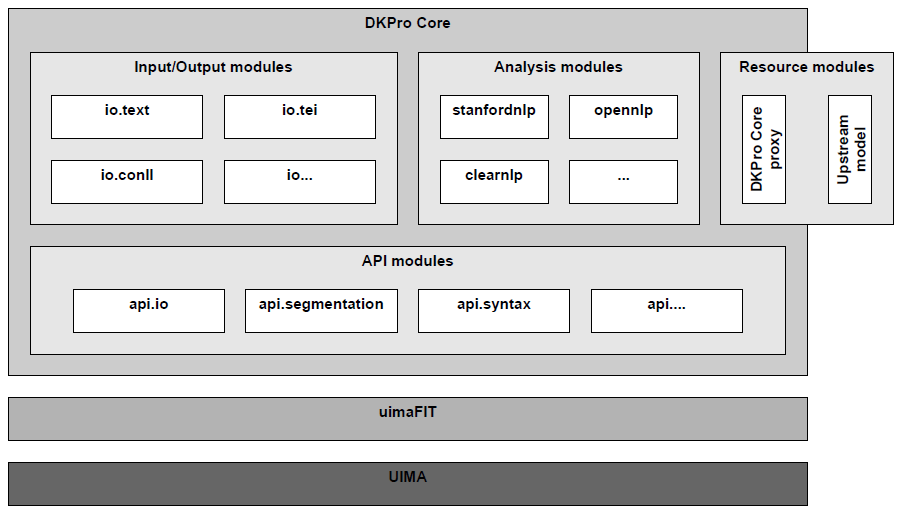 DKPro Core
Input/Output modules
io.text
io.tei
io.conll
io...
Analysis modules
stanfordnlp
opennlp
clearnlp
...
Resource modules
DKPro Core
proxy
Upstream
model
API modules
api.io
api.segmentation
api.syntax
api....
uimaFIT
UIMA